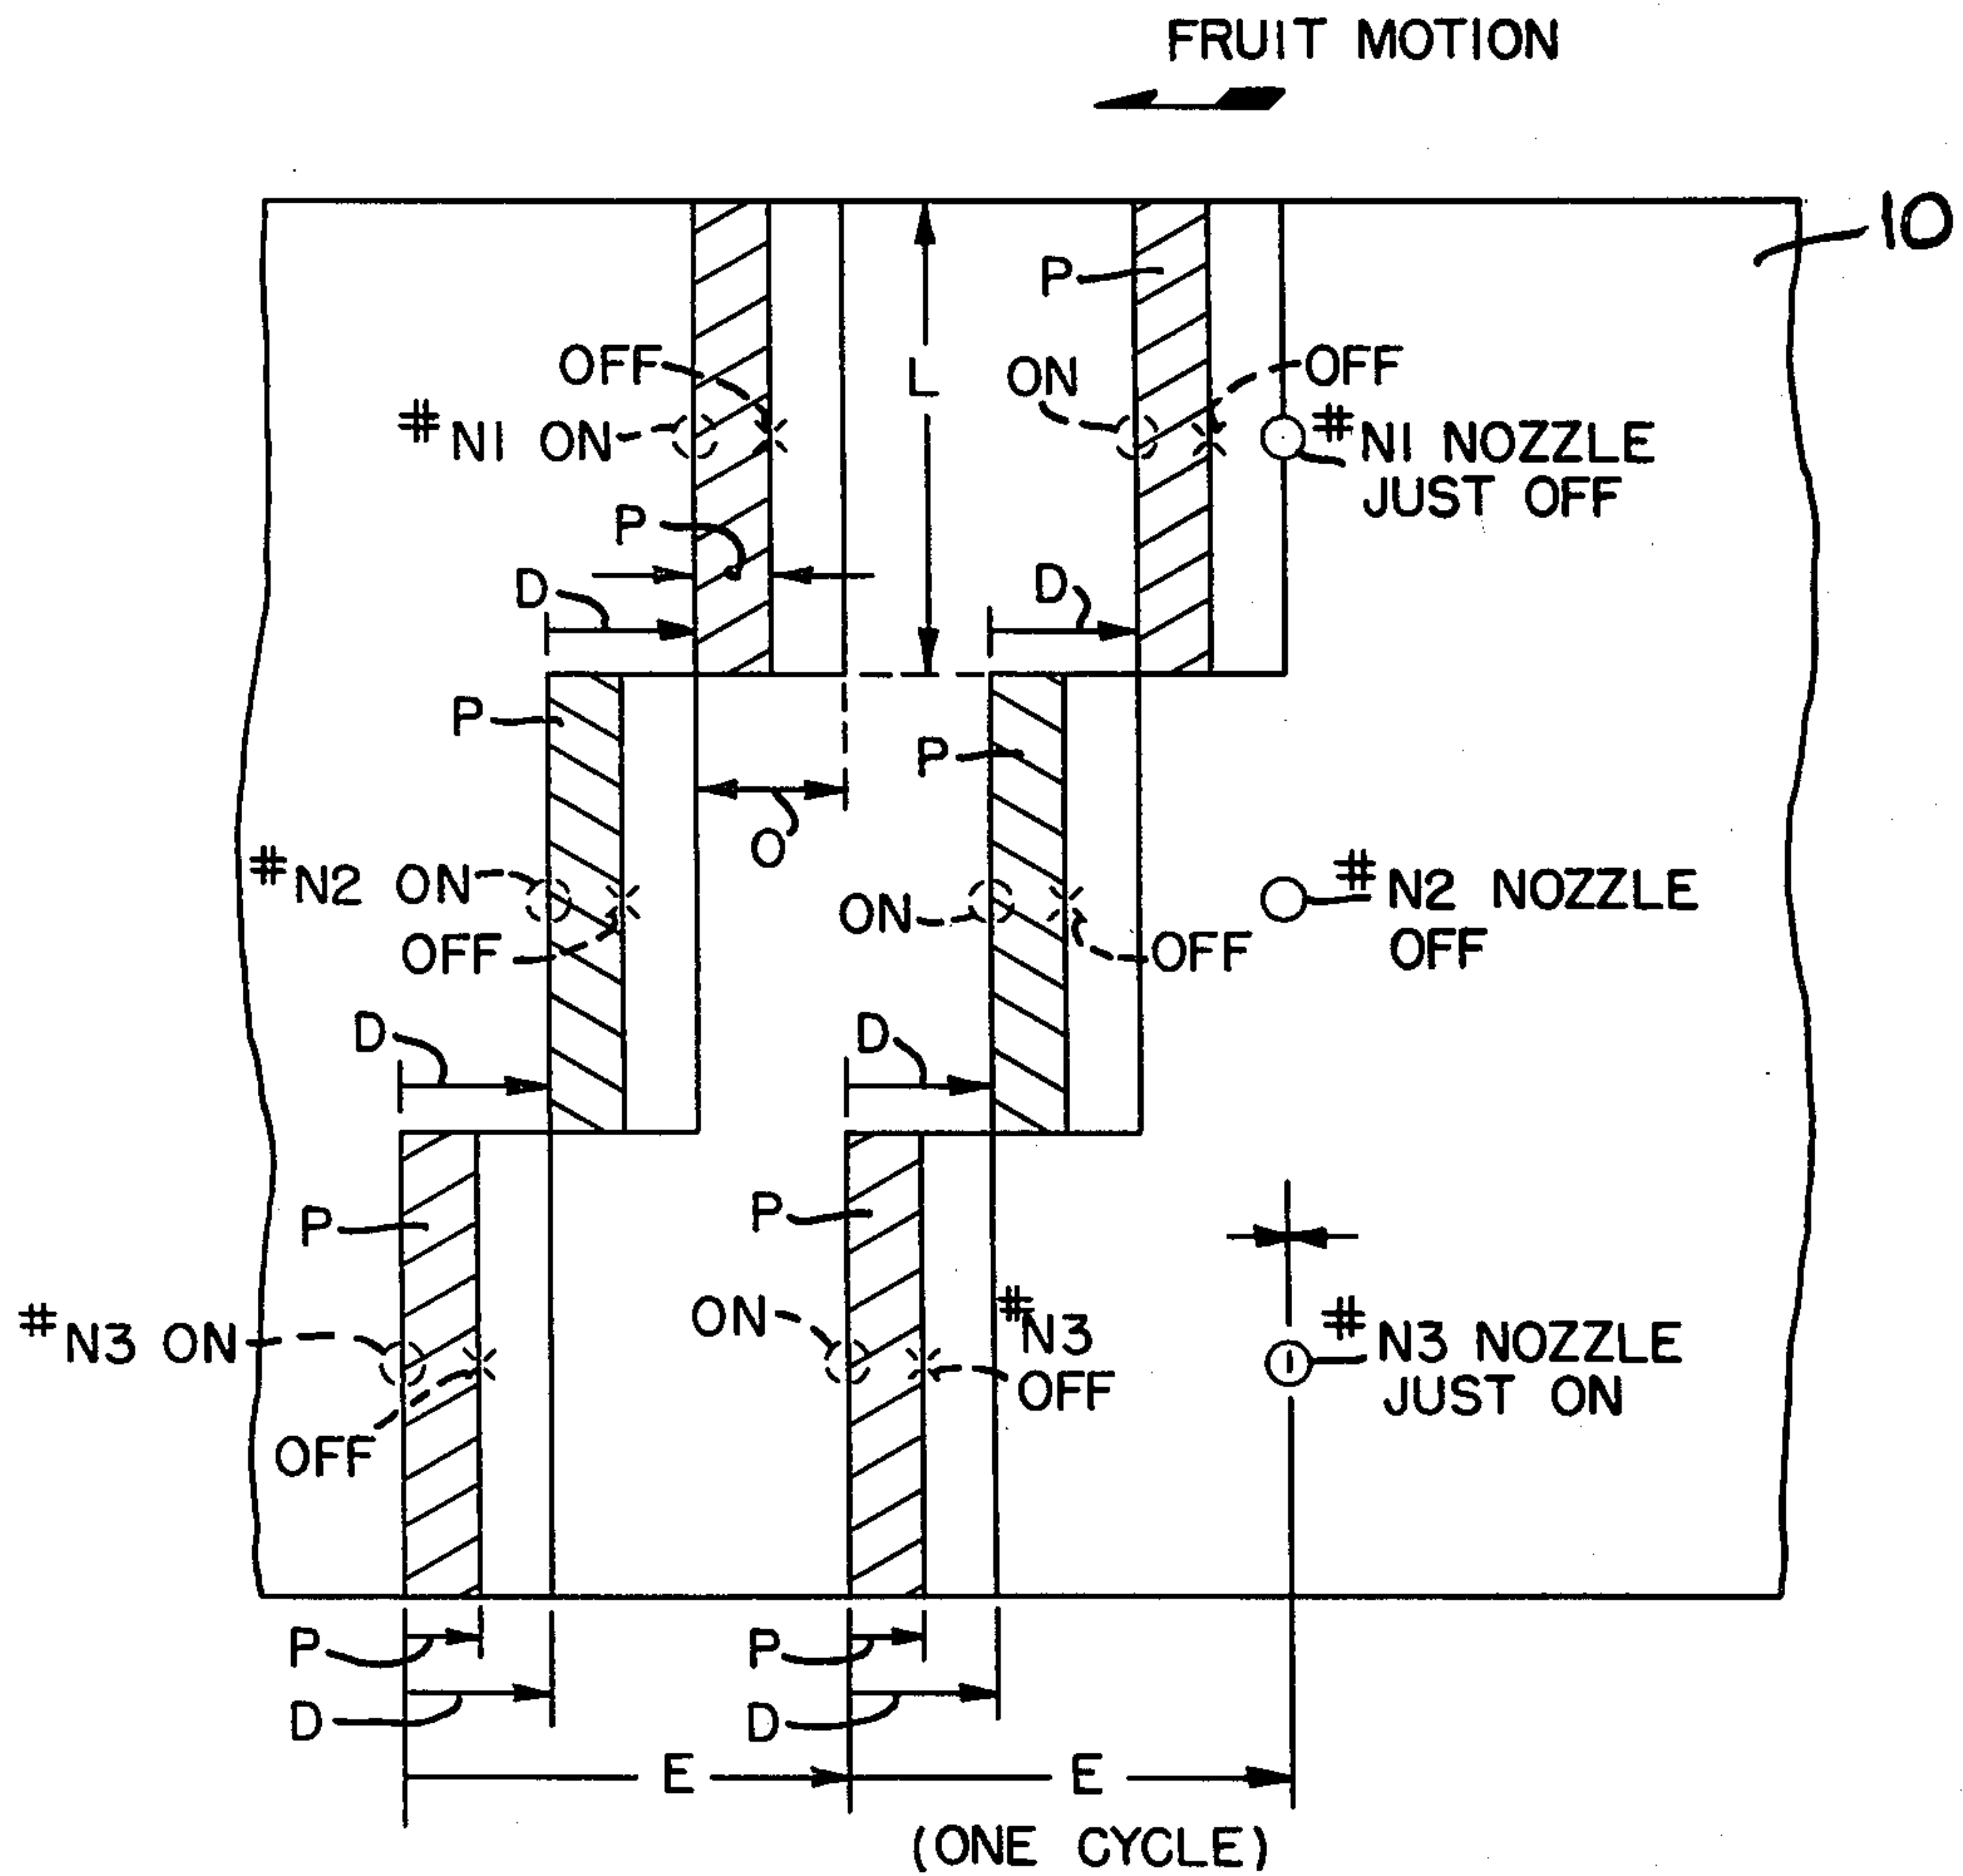 FRUIT MOTION
10
P
OFF
L
ON
OFF
#N1 ON
#N1 NOZZLE
JUST OFF
P
D
D
P
P
O
#N2 ON
ON
#N2 NOZZLE
OFF
OFF
OFF
D
D
P
P
ON
#N3
OFF
#N3 ON
#N3 NOZZLE
JUST ON
OFF
P
P
D
D
E
E
(ONE CYCLE)